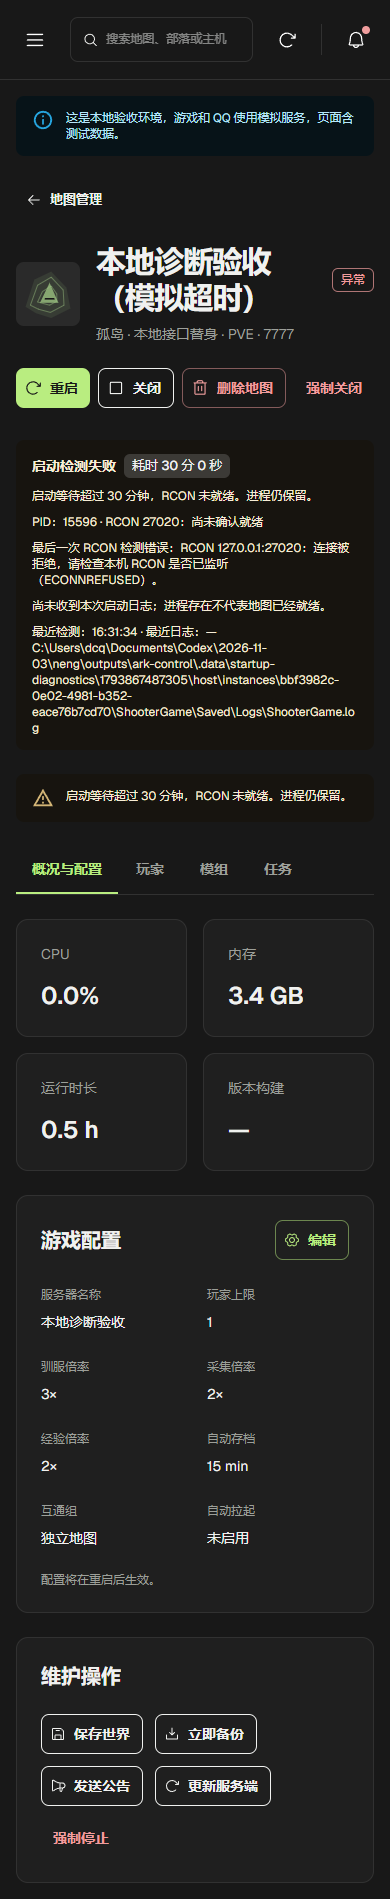 搜索地图、部落或主机
这是本地验收环境，游戏和 QQ 使用模拟服务，页面含
测试数据。
地图管理
本地诊断验收
（模拟超时）
异常
孤岛 · 本地接口替身 · PVE · 7777
重启
关闭
删除地图
强制关闭
启动检测失败 耗时 30 分 0 秒
启动等待超过 30 分钟，RCON 未就绪。进程仍保留。
PID：15596 · RCON 27020：尚未确认就绪
最后一次 RCON 检测错误：RCON 127.0.0.1:27020：连接被
拒绝，请检查本机 RCON 是否已监听
（ECONNREFUSED）。
尚未收到本次启动日志；进程存在不代表地图已经就绪。
最近检测：16:31:34 · 最近日志：—
C:\Users\dcq\Documents\Codex\2026-11-
03\neng\outputs\ark-control\.data\startup-
diagnostics\1793867487305\host\instances\bbf3982c-
0e02-4981-b352-
eace76b7cd70\ShooterGame\Saved\Logs\ShooterGame.lo
g
启动等待超过 30 分钟，RCON 未就绪。进程仍保留。
概况与配置
玩家
模组
任务
CPU
0.0%
内存
3.4 GB
运行时长
0.5 h
版本构建
—
游戏配置
编辑
服务器名称
本地诊断验收
玩家上限
1
驯服倍率
3×
采集倍率
2×
经验倍率
2×
自动存档
15 min
互通组
独立地图
自动拉起
未启用
配置将在重启后生效。
维护操作
保存世界
立即备份
发送公告
更新服务端
强制停止